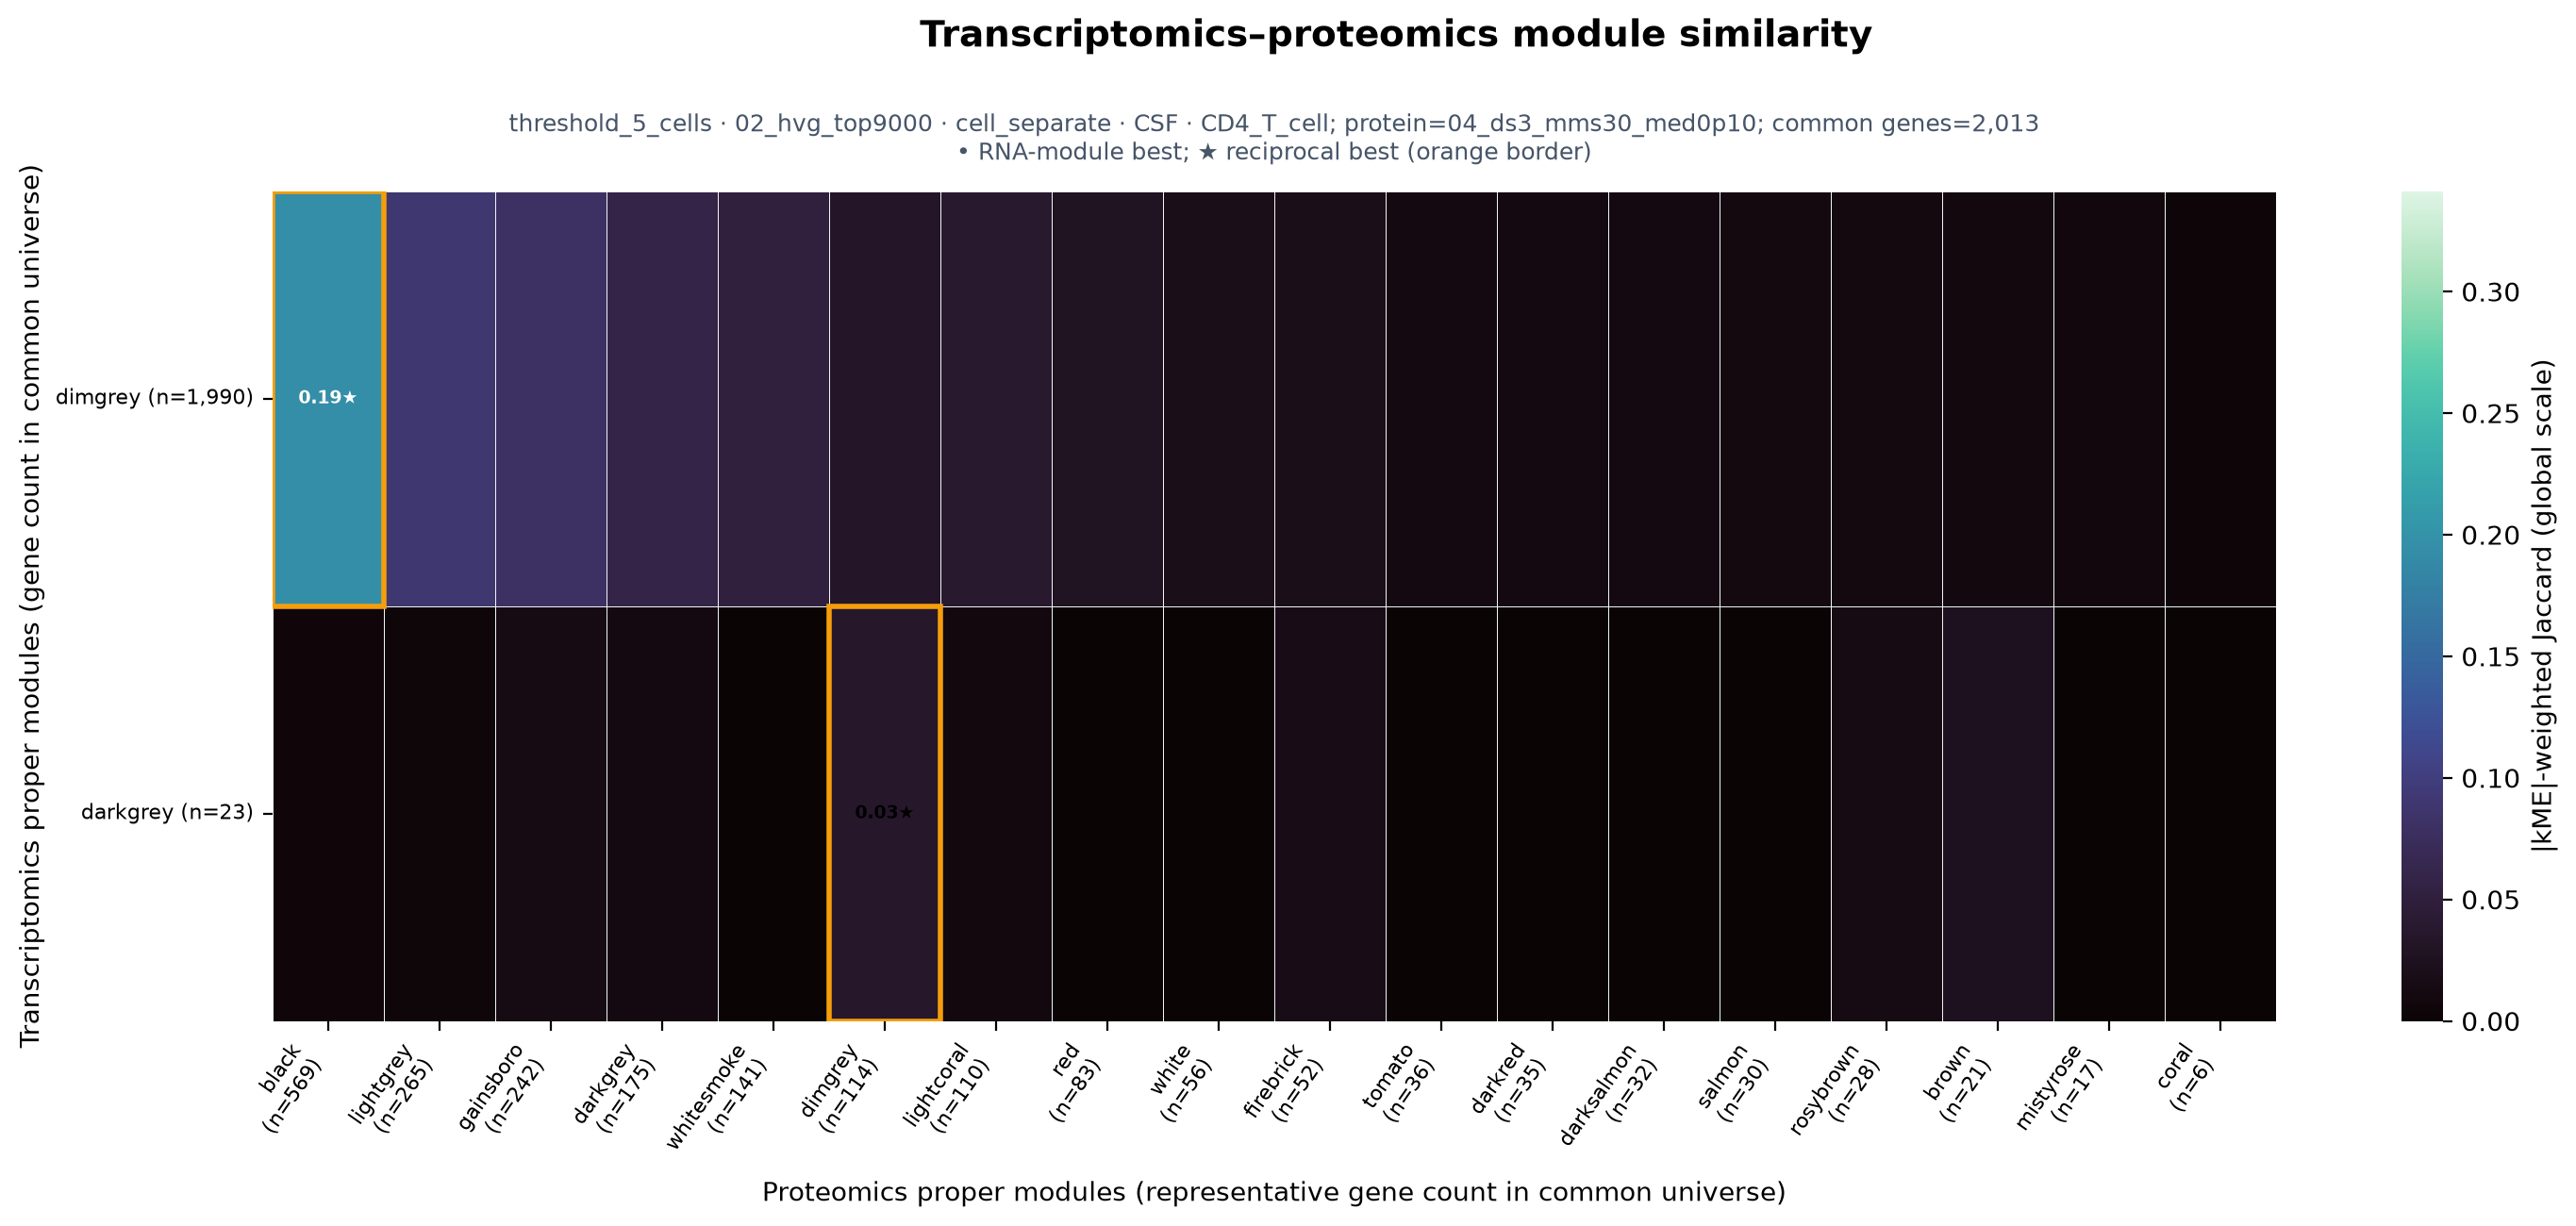 Transcriptomics–proteomics module similarity
threshold_5_cells · 02_hvg_top9000 · cell_separate · CSF · CD4_T_cell; protein=04_ds3_mms30_med0p10; common genes=2,013
• RNA-module best; ★ reciprocal best (orange border)
Transcriptomics proper modules (gene count in common universe)
dimgrey (n=1,990)
darkgrey (n=23)
0.19★
0.03★
black
(n=569)
lightgrey
(n=265)
gainsboro
(n=242)
darkgrey
(n=175)
whitesmoke
(n=141)
dimgrey
(n=114)
lightcoral
(n=110)
red
(n=83)
white
(n=56)
firebrick
(n=52)
tomato
(n=36)
darkred
(n=35)
darksalmon
(n=32)
salmon
(n=30)
rosybrown
(n=28)
brown
(n=21)
mistyrose
(n=17)
coral
(n=6)
Proteomics proper modules (representative gene count in common universe)
0.30
0.25
0.20
0.15
0.10
0.05
0.00
|kME|-weighted Jaccard (global scale)